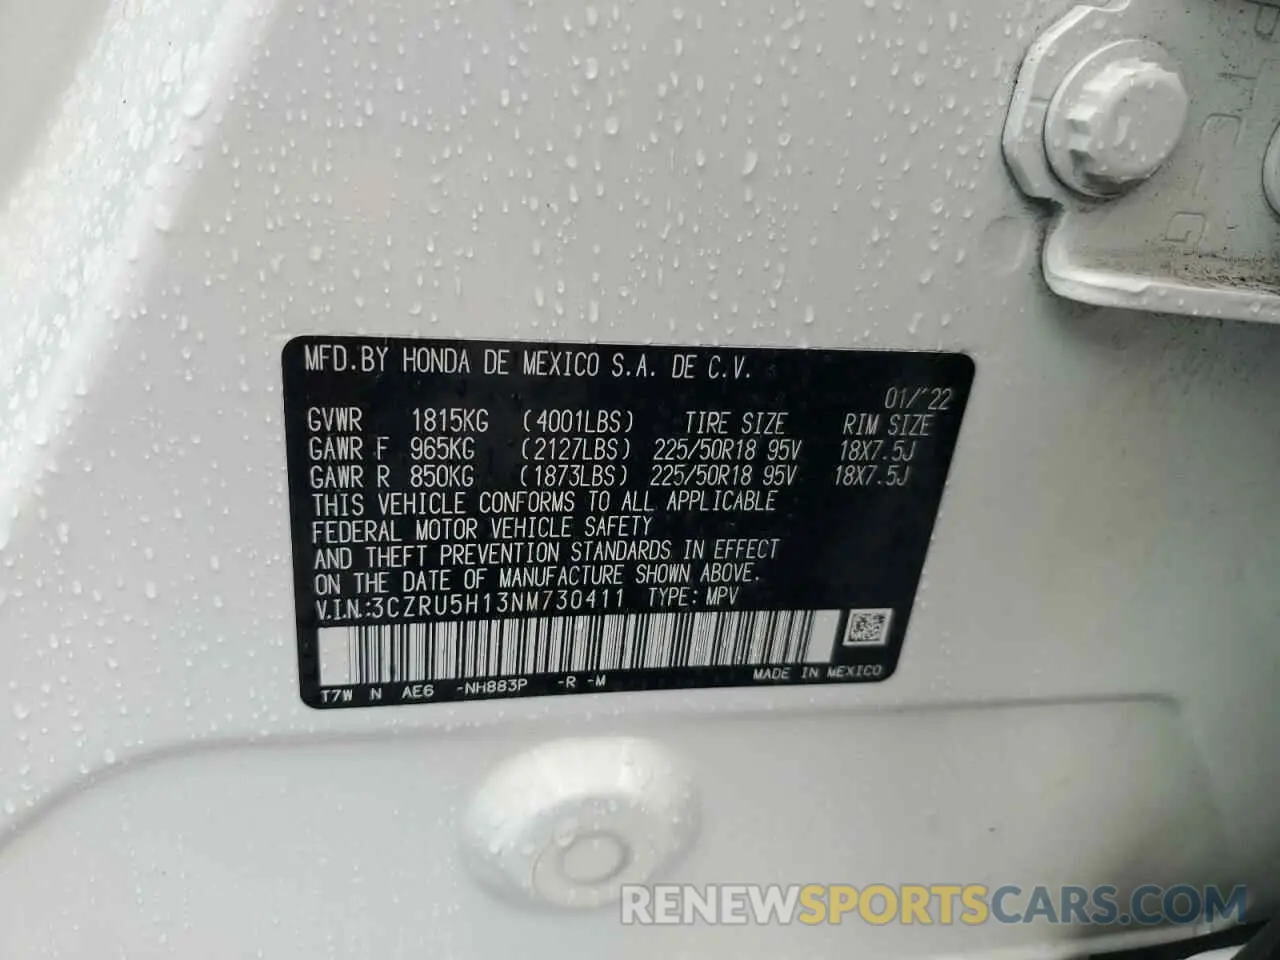 MFD.BY HONDA DE MEXICO S.A. DE C.V.
01/'22
GVWR 1815KG (4001LBS) TIRE SIZE RIM SIZE
GAWR F 965KG (2127LBS) 225/50R18 95V 18X7.5J
GAWR R 850KG (1873LBS) 225/50R18 95V 18X7.5J
THIS VEHICLE CONFORMS TO ALL APPLICABLE
FEDERAL MOTOR VEHICLE SAFETY
AND THEFT PREVENTION STANDARDS IN EFFECT
ON THE DATE OF MANUFACTURE SHOWN ABOVE.
V.I.N.:3CZRU5H13NM730411 TYPE: MPV
T7W N AE6 -NH883P -R -M MADE IN MEXICO
RENEWSPORTSCARS.COM